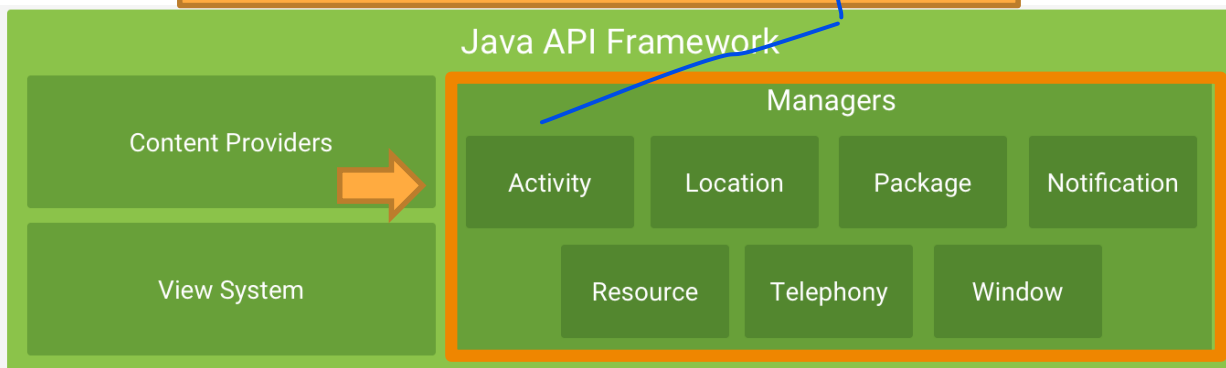 Java API Framework
Managers
Content Providers
Activity
Location
Package
Notification
View System
Resource
Telephony
Window